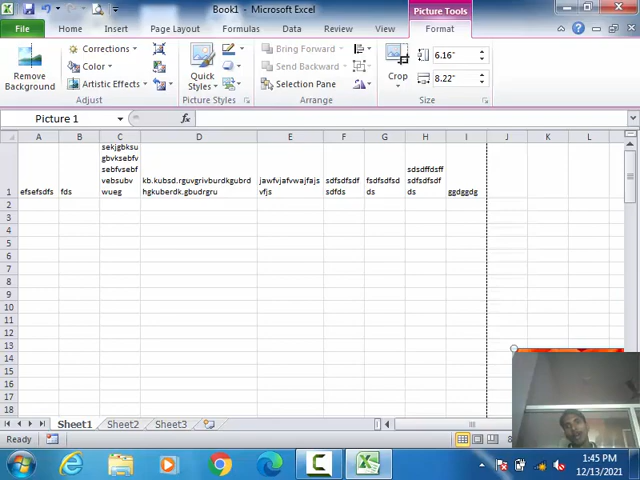 Book1 - Microsoft Excel
Picture Tools
File Home Insert Page Layout Formulas Data Review View Format
Remove Background
Corrections
Color
Artistic Effects
Adjust
Quick Styles
Picture Styles
Bring Forward
Send Backward
Selection Pane
Arrange
Crop
6.16"
8.22"
Size
Picture 1
fx
A B C D E F G H I J K L
1
efsefsdfs
fds
sekjgbksu
gbvksebfv
sebfvsebf
vebsubv
wueg
kb.kubsd.rguvgrivburdkgubrd
hgkuberdk.gbudrgru
jawfvjafvwajfajs
vfjs
sdfsdfsdf
sdfds
fsdfsdfsd
ds
sdsdffdsff
sdfsdfsdf
ds
ggdggdg
2
3
4
5
6
7
8
9
10
11
12
13
14
15
16
17
18
Sheet1 Sheet2 Sheet3
Ready
8
1:45 PM
12/13/2021